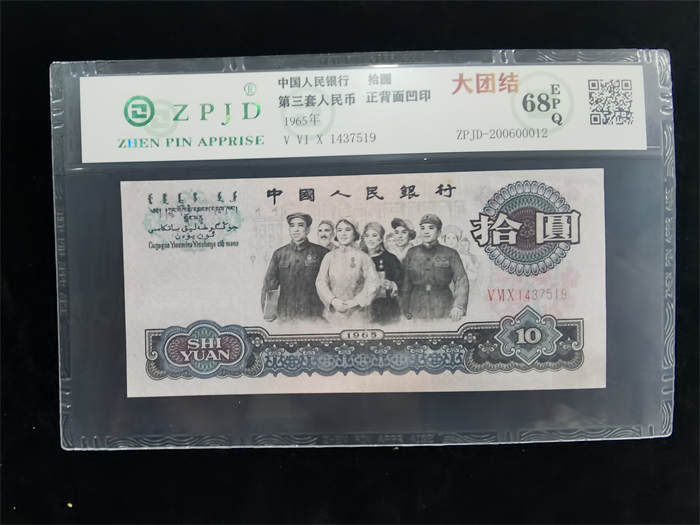 ZPJD ®
ZHEN PIN APPRISE
中国人民银行 拾圆
第三套人民币 正背面凹印
1965年
V VI X 1437519
大团结
68 EPQ
ZPJD-200600012
中國人民銀行
拾圓
VVIX1437519
1965
SHI
YUAN
10